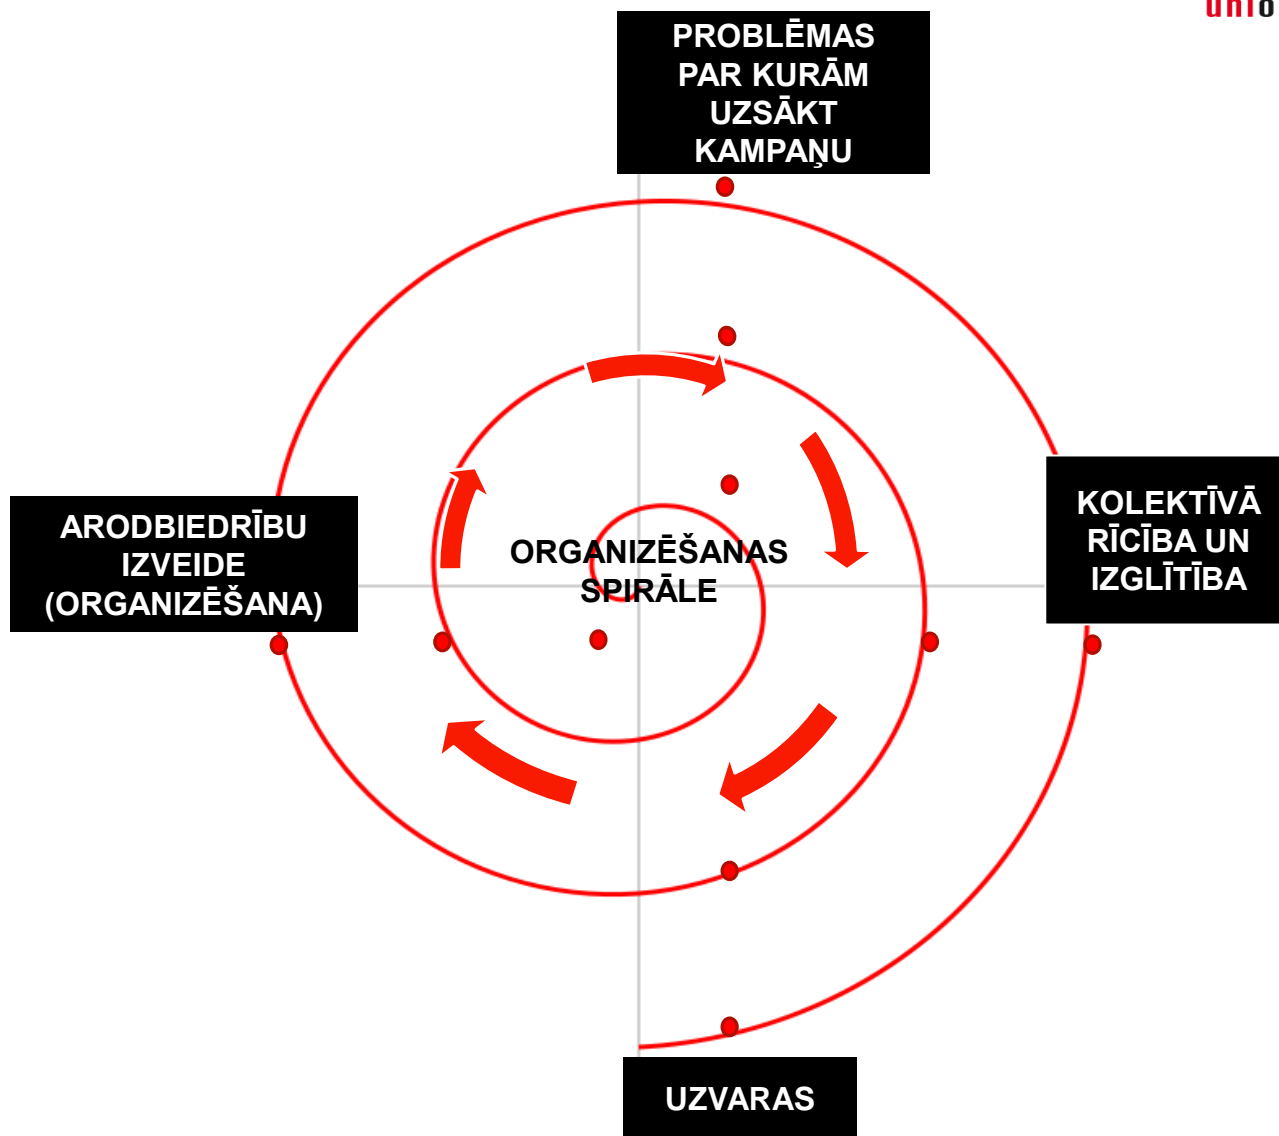 PROBLĒMAS
PAR KURĀM
UZSĀKT
KAMPAŅU
ARODBIEDRĪBU
IZVEIDE
(ORGANIZĒŠANA)
ORGANIZĒŠANAS
SPIRĀLE
KOLEKTĪVĀ
RĪCĪBA UN
IZGLĪTĪBA
UZVARAS